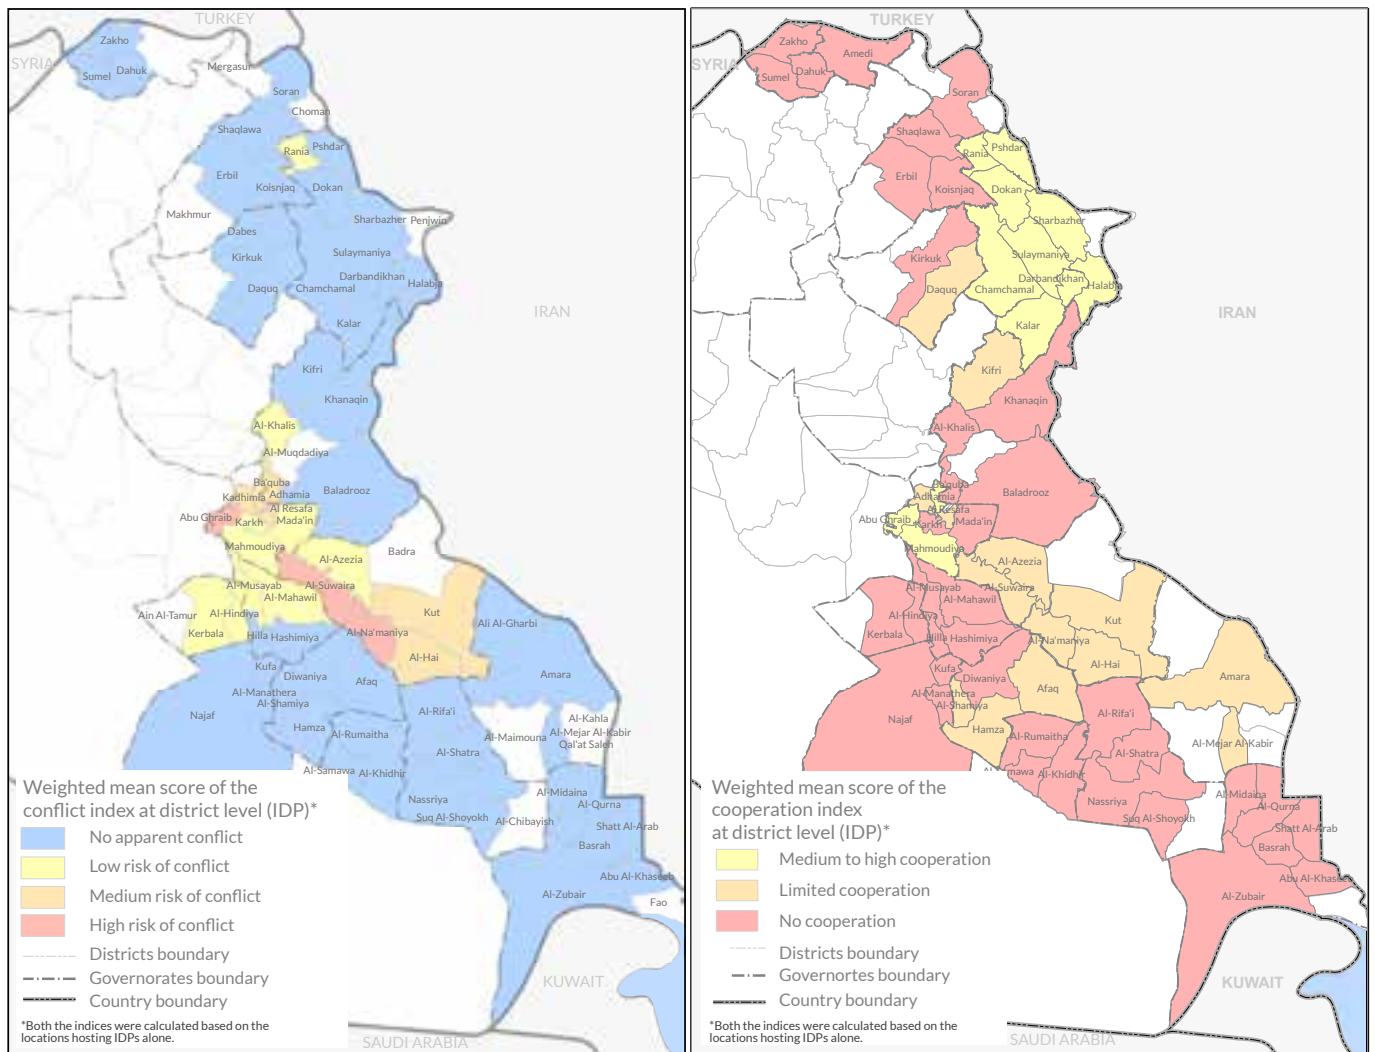 TURKEY
SYRIA
Zakho
Sumel
Dahuk
Mergasur
Soran
Choman
Shaqlawa
Rania
Pshdar
Erbil
Koisnjaq
Dokan
Makhmur
Dabes
Sharbazher
Penjwin
Kirkuk
Sulaymaniya
Daquq
Darbandikhan
Chamchamal
Halabja
IRAN
Kalar
Kifri
Khanaqin
Al-Khalis
Al-Muqdadiya
Ba'quba
Kadhimia
Adhamia
Baladrooz
Abu Ghraib
Karkh
Al Resafa
Mada'in
Mahmoudiya
Al-Azezia
Badra
Al-Musayab
Al-Suwaira
Al-Mahawil
Ain Al-Tamur
Al-Hindiya
Kut
Kerbala
Hilla
Hashimiya
Al-Na'maniya
Ali Al-Gharbi
Al-Hai
Kufa
Diwaniya
Afaq
Amara
Al-Manathera
Al-Shamiya
Najaf
Al-Rifa'i
Hamza
Al-Rumaitha
Al-Maimouna
Al-Kahla
Al-Mejar Al-Kabir
Qal'at Saleh
Al-Shatra
Al-Samawa
Al-Khidhir
Nassriya
Suq Al-Shoyokh
Al-Midaina
Al-Qurna
Al-Chibayish
Shatt Al-Arab
Basrah
Abu Al-Khaseeb
Al-Zubair
Fao
KUWAIT
SAUDI ARABIA
Weighted mean score of the
conflict index at district level (IDP)*
No apparent conflict
Low risk of conflict
Medium risk of conflict
High risk of conflict
Districts boundary
Governorates boundary
Country boundary
*Both the indices were calculated based on the
locations hosting IDPs alone.
TURKEY
SYRIA
Zakho
Amedi
Sumel
Dahuk
Soran
Shaqlawa
Rania
Pshdar
Erbil
Koisnjaq
Dokan
Sharbazher
Kirkuk
Sulaymaniya
Daquq
Darbandikhan
Chamchamal
Halab
IRAN
Kalar
Kifri
Khanaqin
Al-Khalis
Ba'quba
Adhamia
Baladrooz
Abu Ghraib
Al Resafa
Karkh
Mada'in
Mahmoudiya
Al-Azezia
Al-Musayab
Al-Suwaira
Al-Mahawil
Al-Hindiya
Kut
Kerbala
Hilla
Hashimiya
Al-Na'maniya
Al-Hai
Kufa
Diwaniya
Afaq
Amara
Al-Manathera
Al-Shamiya
Najaf
Al-Rifa'i
Hamza
Al-Rumaitha
Al-Mejar Al-Kabir
Al-Shatra
Al-Khidhir
Nassriya
Suq Al-Shoyokh
Al-Midaina
Al-Qurna
Shatt Al-Arab
Basrah
Abu Al-Khaseeb
Al-Zubair
KUWAIT
SAUDI ARABIA
Weighted mean score of the
cooperation index
at district level (IDP)*
Medium to high cooperation
Limited cooperation
No cooperation
Districts boundary
Governortes boundary
Country boundary
*Both the indices were calculated based on the
locations hosting IDPs alone.